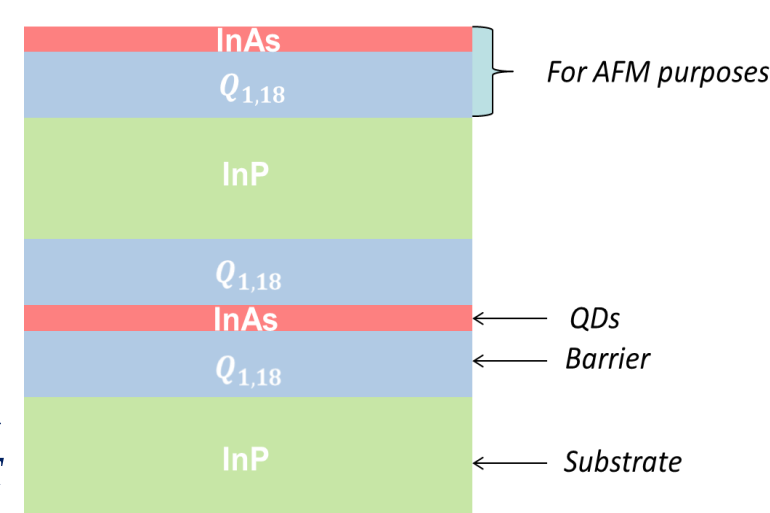 InAs
Q1,18
For AFM purposes
InP
Q1,18
InAs
QDs
Q1,18
Barrier
InP
Substrate